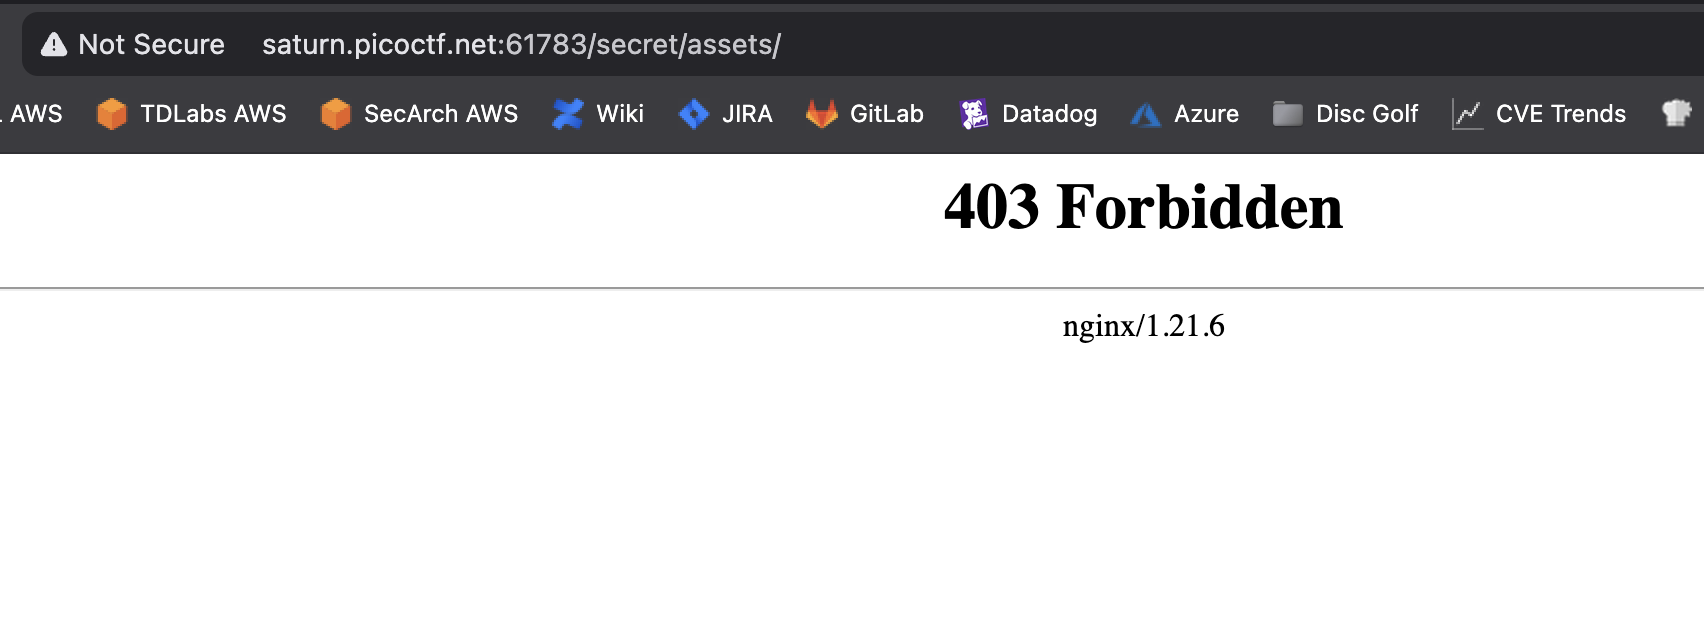 Not Secure saturn.picoctf.net:61783/secret/assets/
AWS TDLabs AWS SecArch AWS Wiki JIRA GitLab Datadog Azure Disc Golf CVE Trends
403 Forbidden
nginx/1.21.6